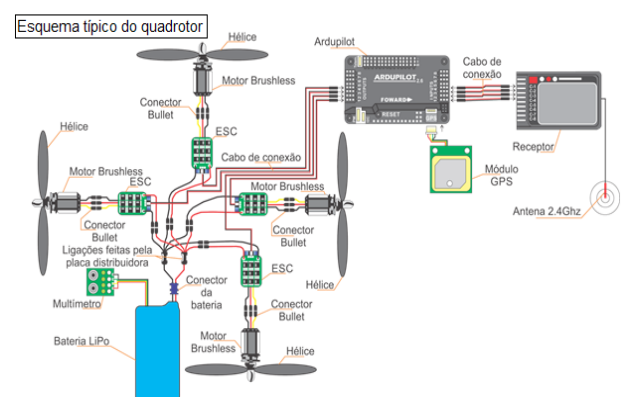 Esquema típico do quadrotor
Hélice
Motor Brushless
Conector
Bullet
ESC
Cabo de conexão
Ardupilot
ARDUPILOT
FOWARD
RESET
GPS
Cabo de
conexão
Receptor
Módulo
GPS
Antena 2.4Ghz
Hélice
Motor Brushless
ESC
Conector
Bullet
Motor Brushless
Conector
Bullet
Hélice
Ligações feitas pela
placa distribuidora
Multímetro
Conector
da
bateria
ESC
Conector
Bullet
Motor
Brushless
Hélice
Bateria LiPo